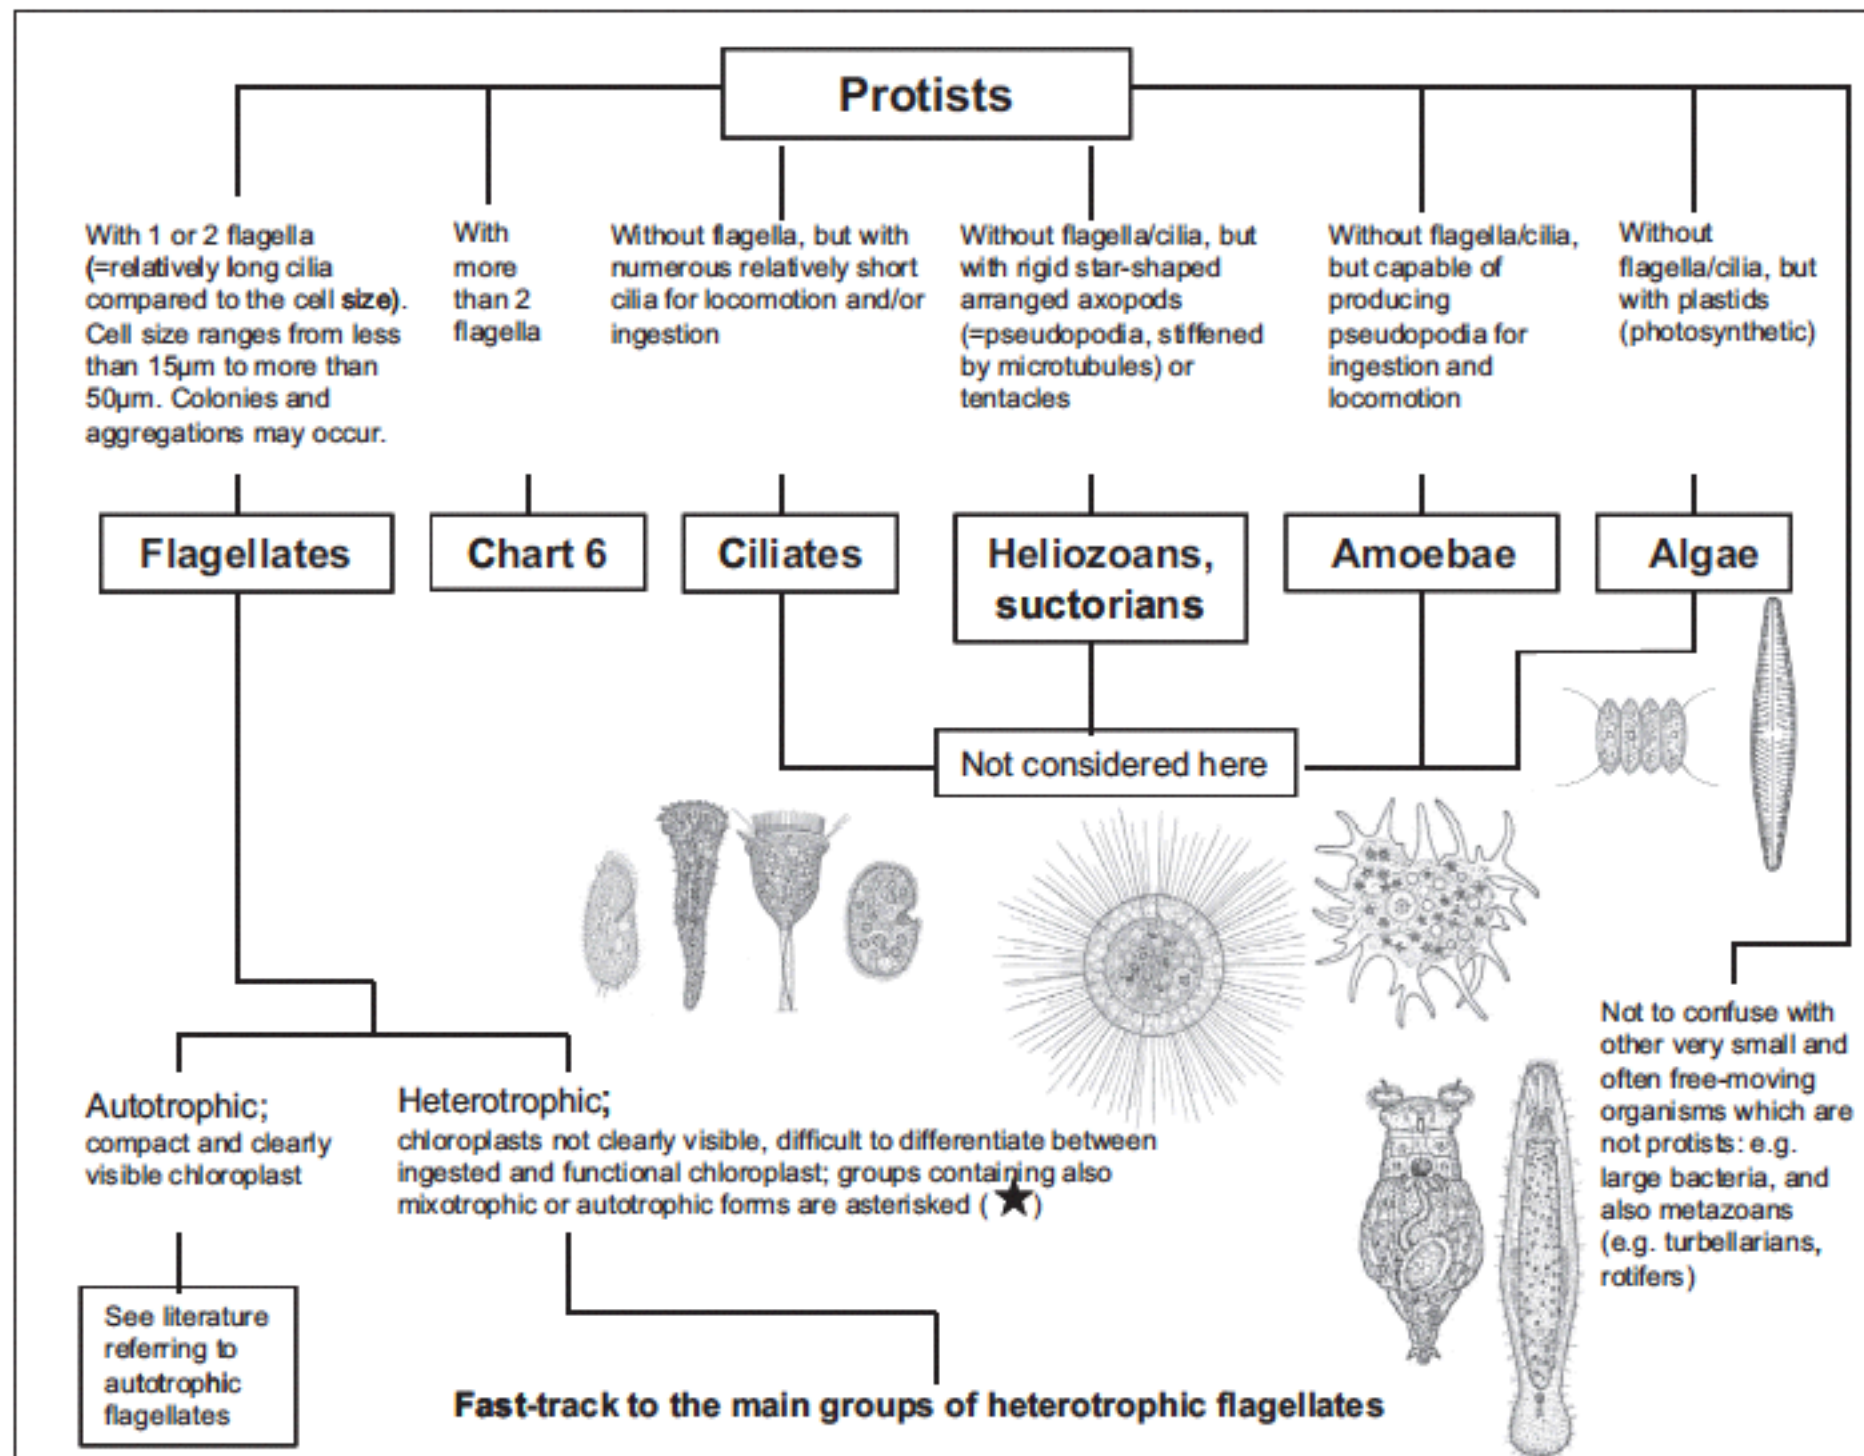 Protists
With 1 or 2 flagella
(=relatively long cilia
compared to the cell size).
Cell size ranges from less
than 15µm to more than
50µm. Colonies and
aggregations may occur.
With
more
than 2
flagella
Without flagella, but with
numerous relatively short
cilia for locomotion and/or
ingestion
Without flagella/cilia, but
with rigid star-shaped
arranged axopods
(=pseudopodia, stiffened
by microtubules) or
tentacles
Without flagella/cilia,
but capable of
producing
pseudopodia for
ingestion and
locomotion
Without
flagella/cilia, but
with plastids
(photosynthetic)
Flagellates
Chart 6
Ciliates
Heliozoans,
suctorians
Amoebae
Algae
Not considered here
Not to confuse with
other very small and
often free-moving
organisms which are
not protists: e.g.
large bacteria, and
also metazoans
(e.g. turbellarians,
rotifers)
Autotrophic;
compact and clearly
visible chloroplast
Heterotrophic;
chloroplasts not clearly visible, difficult to differentiate between
ingested and functional chloroplast; groups containing also
mixotrophic or autotrophic forms are asterisked (★)
See literature
referring to
autotrophic
flagellates
Fast-track to the main groups of heterotrophic flagellates